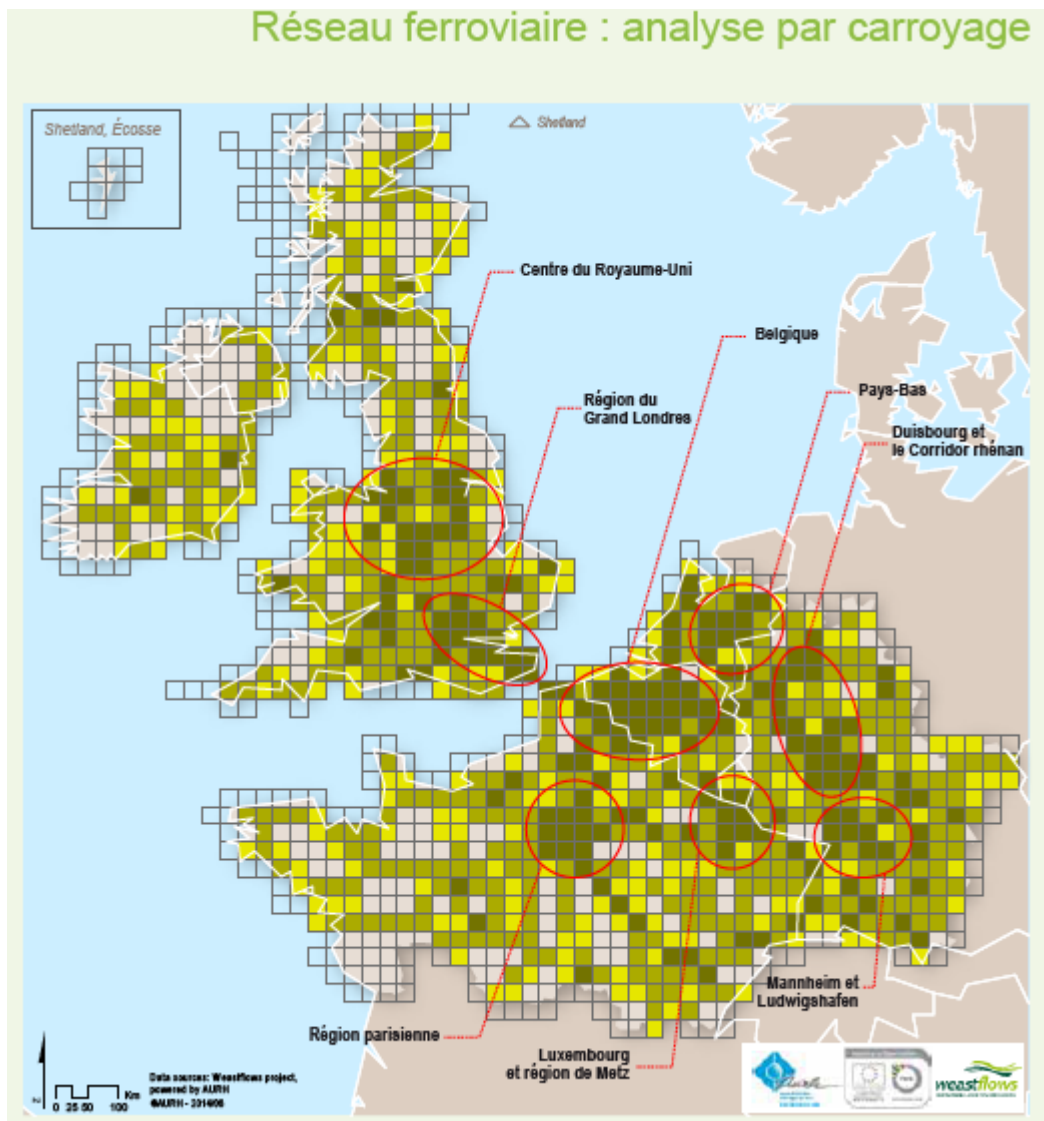 Réseau ferroviaire : analyse par carroyage
Shetland, Écosse
Shetland
Centre du Royaume-Uni
Belgique
Pays-Bas
Région du
Grand Londres
Duisbourg et
le Corridor rhénan
Mannheim et
Ludwigshafen
Région parisienne
Luxembourg
et région de Metz
Data sources: Weastflows project,
powered by AURH
©AURH - 2014/06
0 25 50 100 Km
weastflows